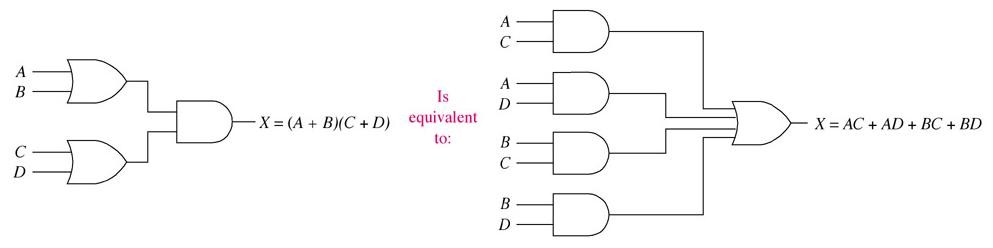 A
B
C
D
X = (A + B)(C + D)
Is
equivalent
to:
A
C
A
D
B
C
B
D
X = AC + AD + BC + BD